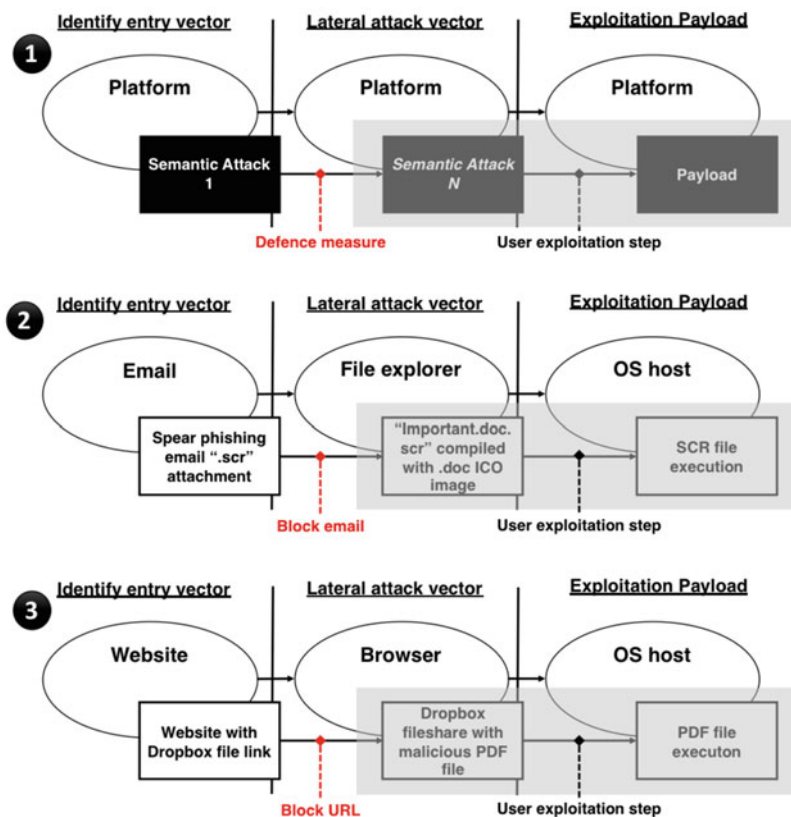 Identify entry vector Lateral attack vector Exploitation Payload
1
Platform Platform Platform
Semantic Attack
1
Semantic Attack
N
Payload
Defence measure User exploitation step
Identify entry vector Lateral attack vector Exploitation Payload
2
Email File explorer OS host
Spear phishing
email “.scr”
attachment
“Important.doc.
scr” compiled
with .doc ICO
image
SCR file
execution
Block email User exploitation step
Identify entry vector Lateral attack vector Exploitation Payload
3
Website Browser OS host
Website with
Dropbox file link
Dropbox
fileshare with
malicious PDF
file
PDF file
executon
Block URL User exploitation step